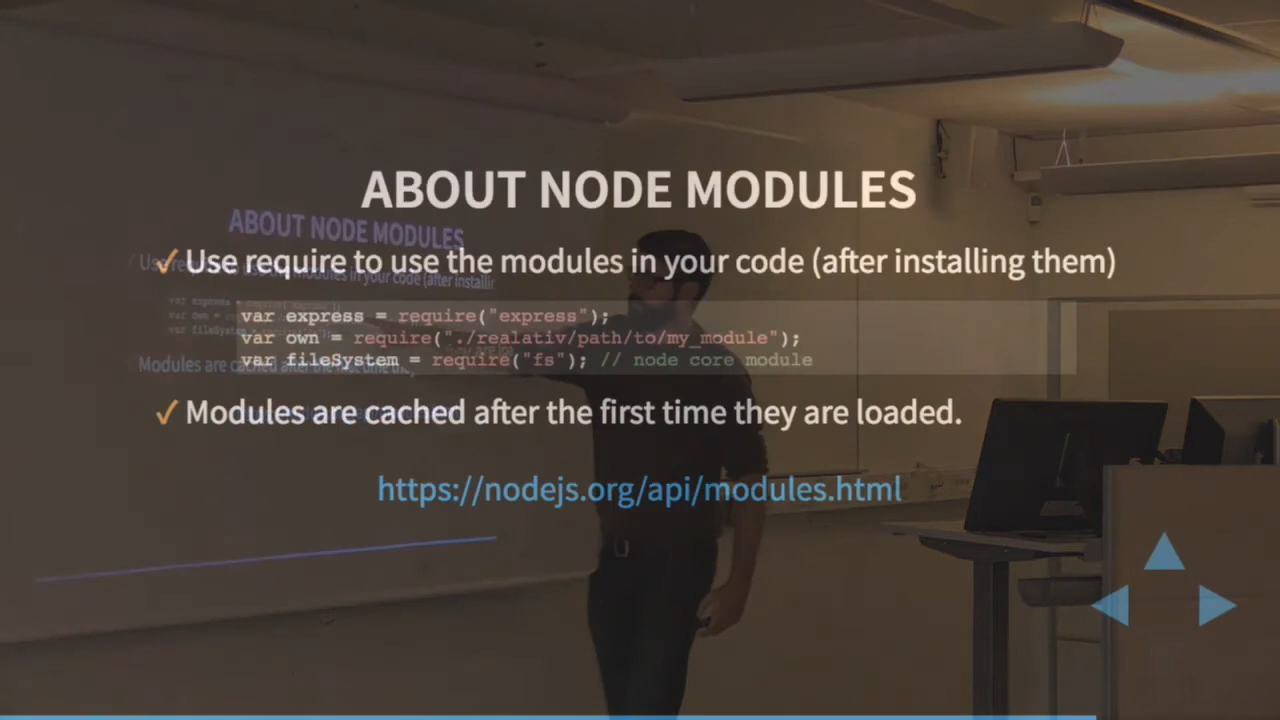 ABOUT NODE MODULES
✓ Use require to use the modules in your code (after installing them)
var express = require("express");
var own = require("./realativ/path/to/my_module");
var fileSystem = require("fs"); // node core module
✓ Modules are cached after the first time they are loaded.
https://nodejs.org/api/modules.html
ABOUT NODE MODULES